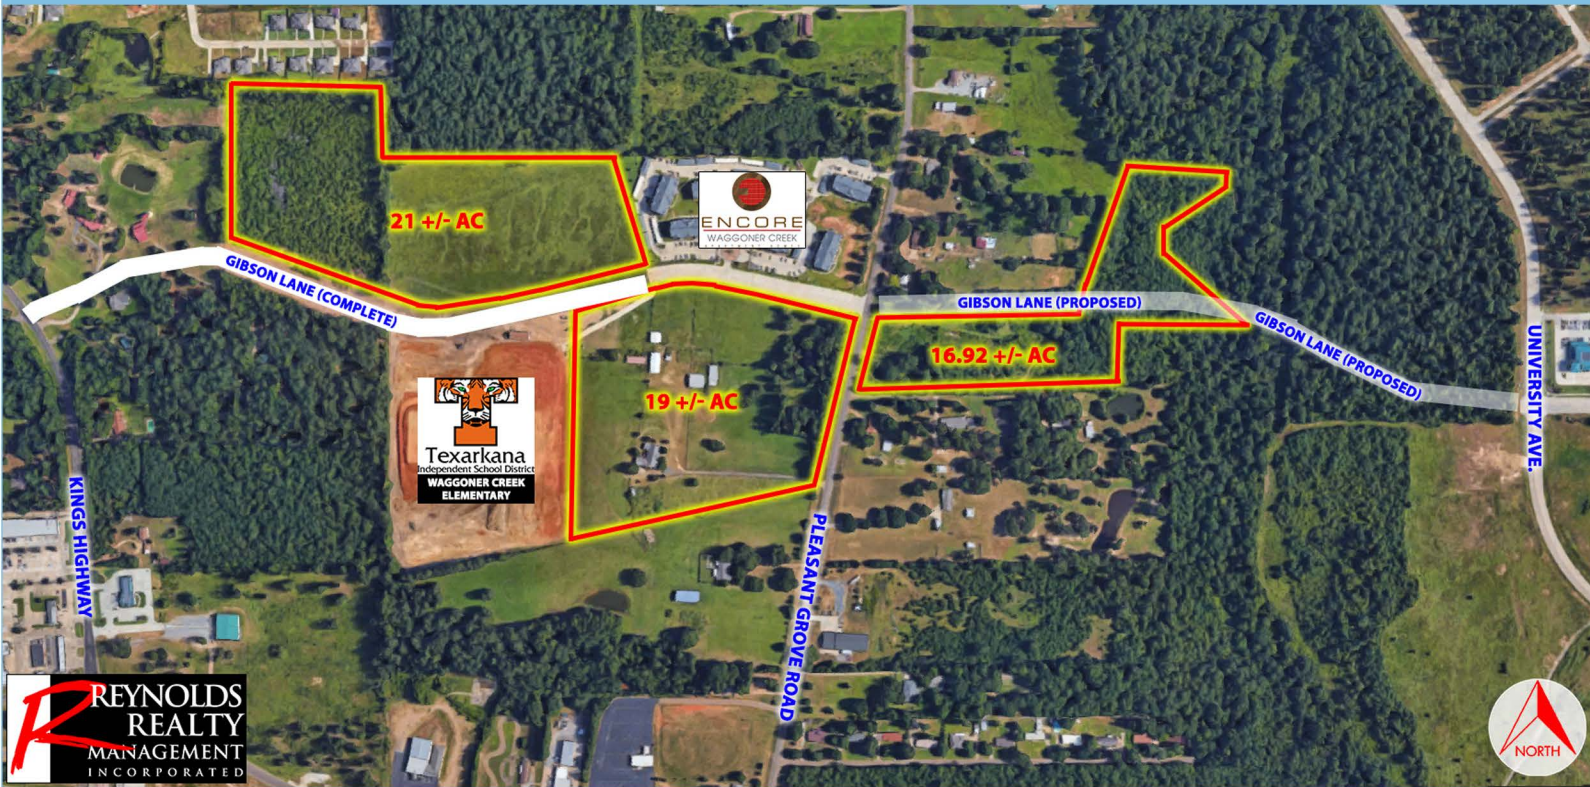 21 +/- AC
ENCORE
WAGGONER CREEK
GIBSON LANE (COMPLETE)
GIBSON LANE (PROPOSED)
GIBSON LANE (PROPOSED)
16.92 +/- AC
19 +/- AC
UNIVERSITY AVE.
Texarkana
Independent School District
WAGGONER CREEK
ELEMENTARY
KINGS HIGHWAY
PLEASANT GROVE ROAD
R
REYNOLDS
REALTY
MANAGEMENT
INCORPORATED
NORTH